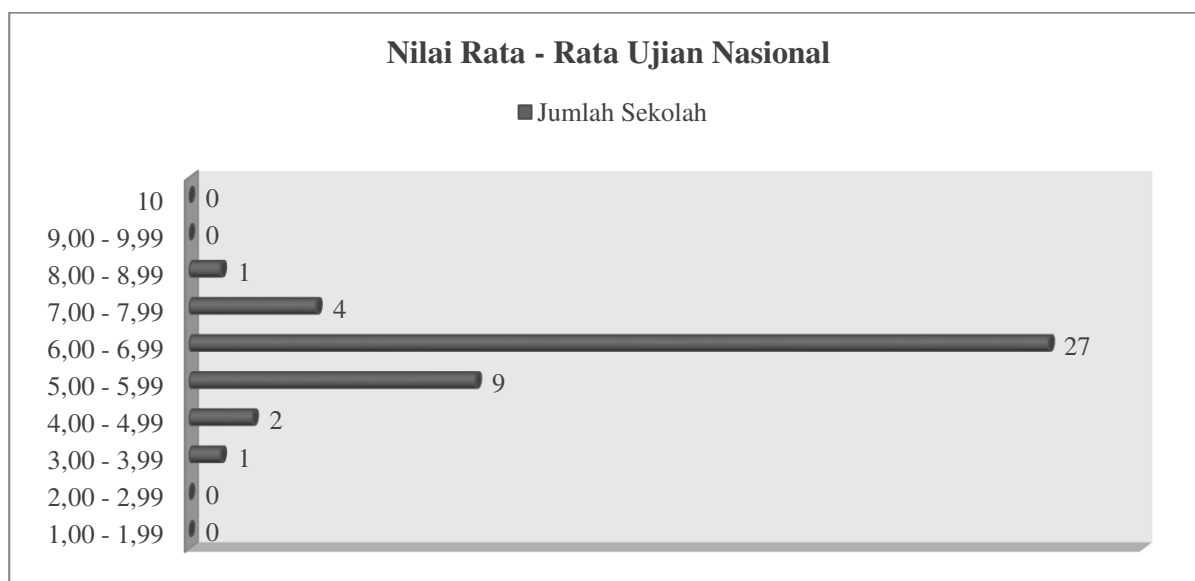 Nilai Rata - Rata Ujian Nasional
Jumlah Sekolah
10 0
9,00 - 9,99 0
8,00 - 8,99 1
7,00 - 7,99 4
6,00 - 6,99 27
5,00 - 5,99 9
4,00 - 4,99 2
3,00 - 3,99 1
2,00 - 2,99 0
1,00 - 1,99 0